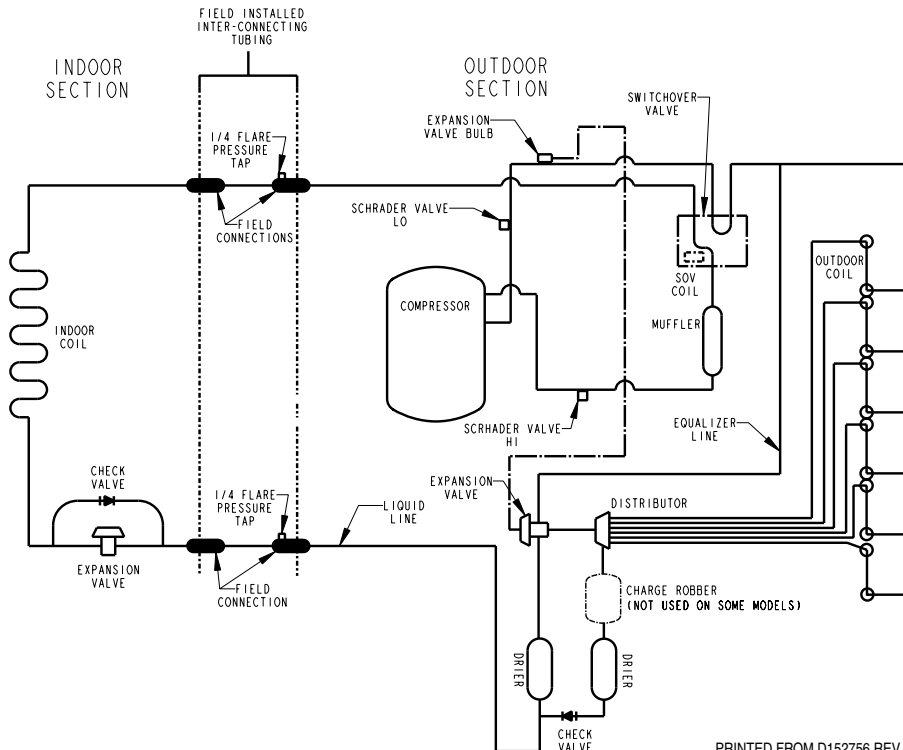 FIELD INSTALLED
INTER-CONNECTING
TUBING
INDOOR
SECTION
OUTDOOR
SECTION
SWITCHOVER
VALVE
EXPANSION
VALVE BULB
1/4 FLARE
PRESSURE
TAP
SCHRADER VALVE
LO
FIELD
CONNECTIONS
OUTDOOR
COIL
SOV
COIL
COMPRESSOR
MUFFLER
INDOOR
COIL
SCRHADER VALVE
HI
EQUALIZER
LINE
CHECK
VALVE
1/4 FLARE
PRESSURE
TAP
LIQUID
LINE
EXPANSION
VALVE
DISTRIBUTOR
EXPANSION
VALVE
FIELD
CONNECTION
CHARGE ROBBER
(NOT USED ON SOME MODELS)
DRIER
DRIER
CHECK
VALVE
PRINTED FROM D152756 REV